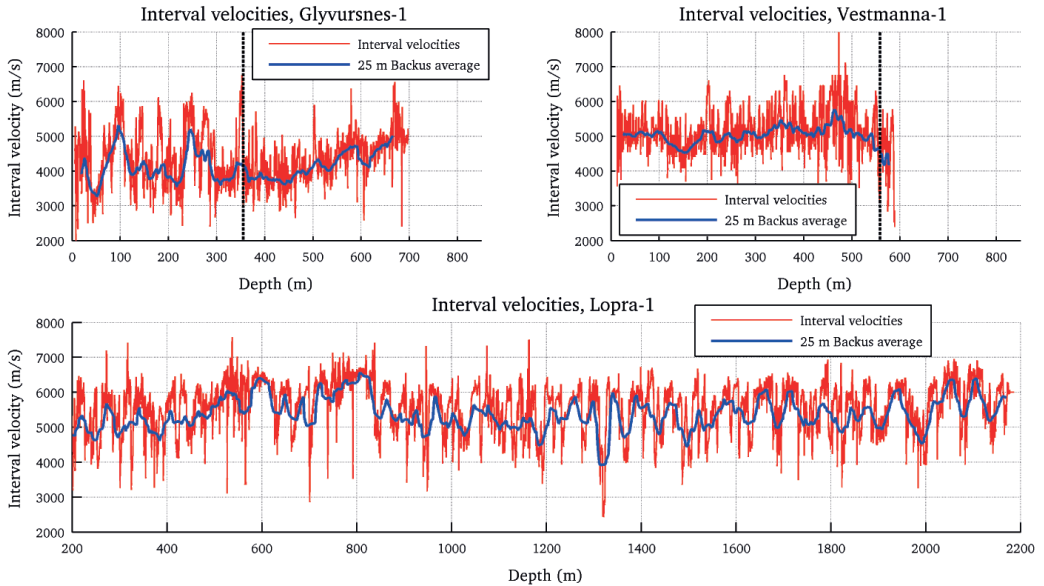 Interval velocities, Glyvursnes-1
Interval velocity (m/s)
8000
7000
6000
5000
4000
3000
2000
Interval velocities
25 m Backus average
0 100 200 300 400 500 600 700 800
Depth (m)
Interval velocities, Vestmanna-1
Interval velocity (m/s)
8000
7000
6000
5000
4000
3000
2000
Interval velocities
25 m Backus average
0 100 200 300 400 500 600 700 800
Depth (m)
Interval velocities, Lopra-1
Interval velocity (m/s)
8000
7000
6000
5000
4000
3000
2000
Interval velocities
25 m Backus average
200 400 600 800 1000 1200 1400 1600 1800 2000 2200
Depth (m)